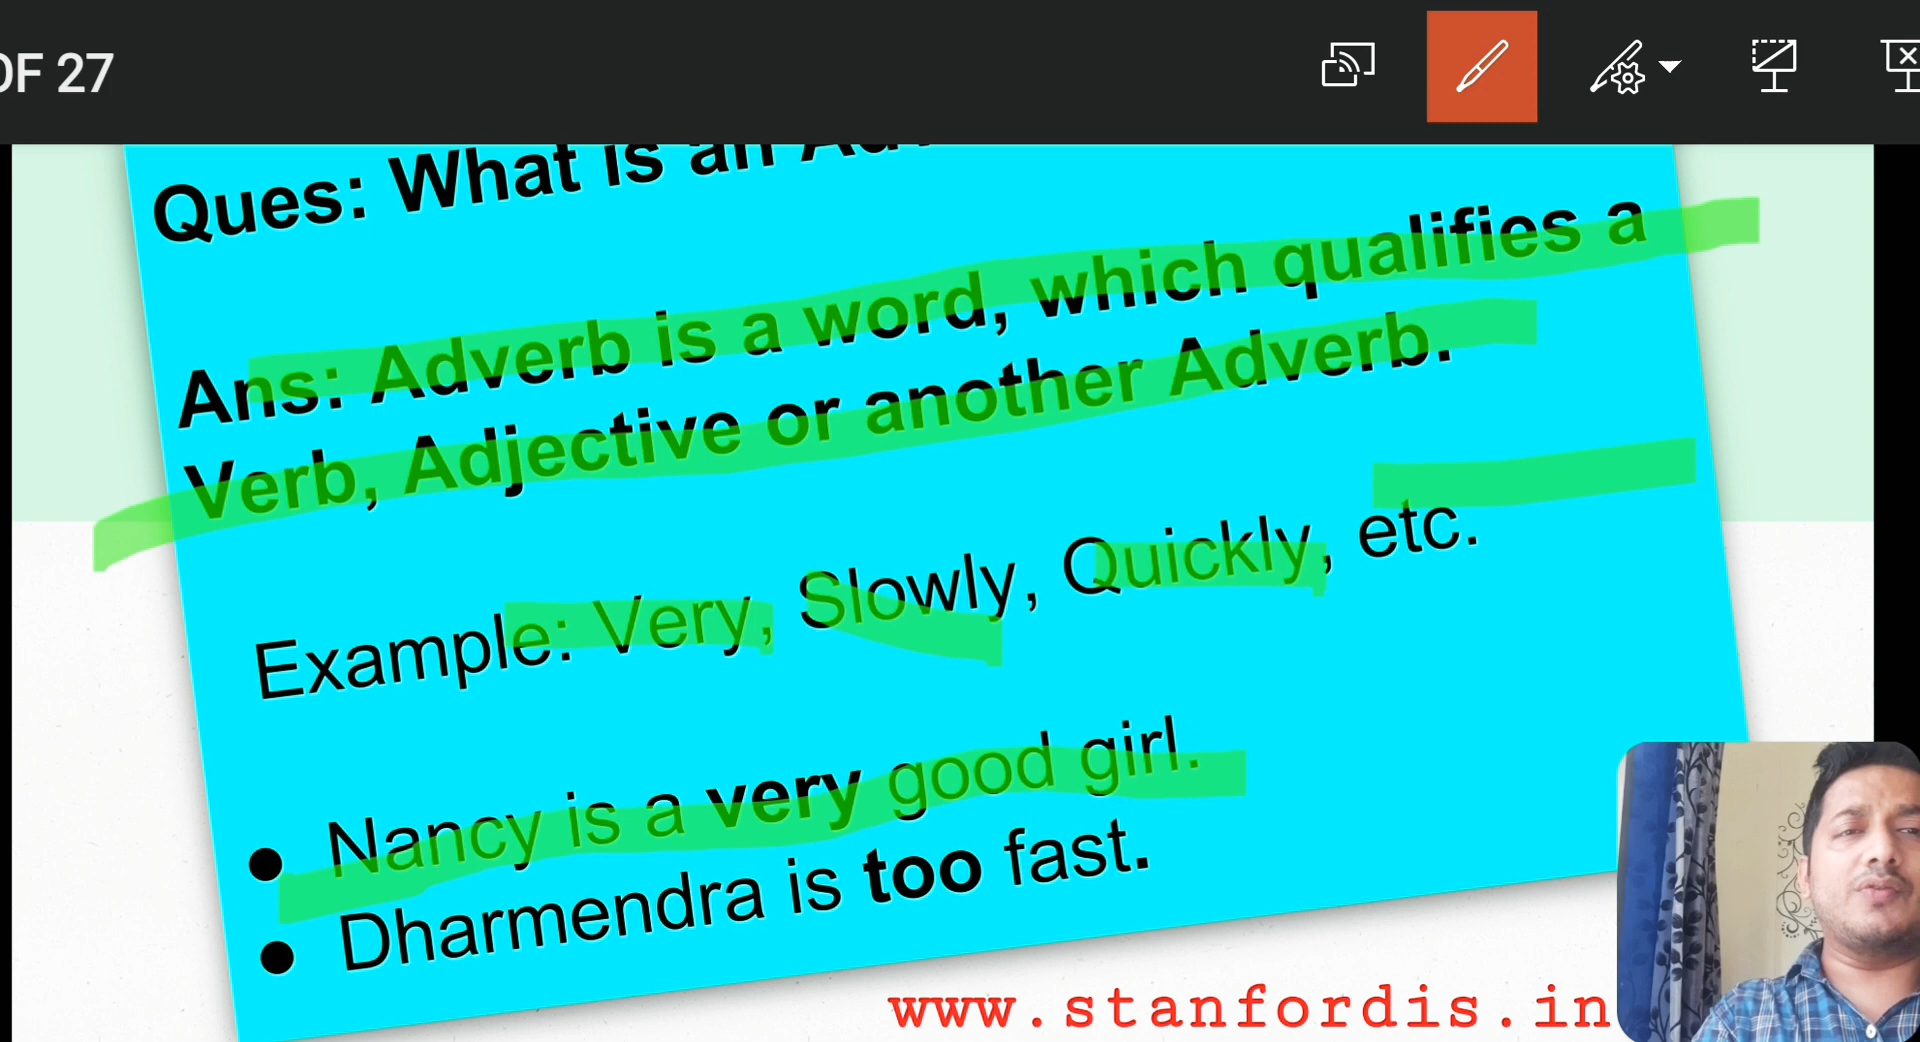 OF 27
Ques: What is an
Ans: Adverb is a word, which qualifies a
Verb, Adjective or another Adverb.
Example: Very, Slowly, Quickly, etc.
● Nancy is a very good girl.
● Dharmendra is too fast.
www.stanfordis.in